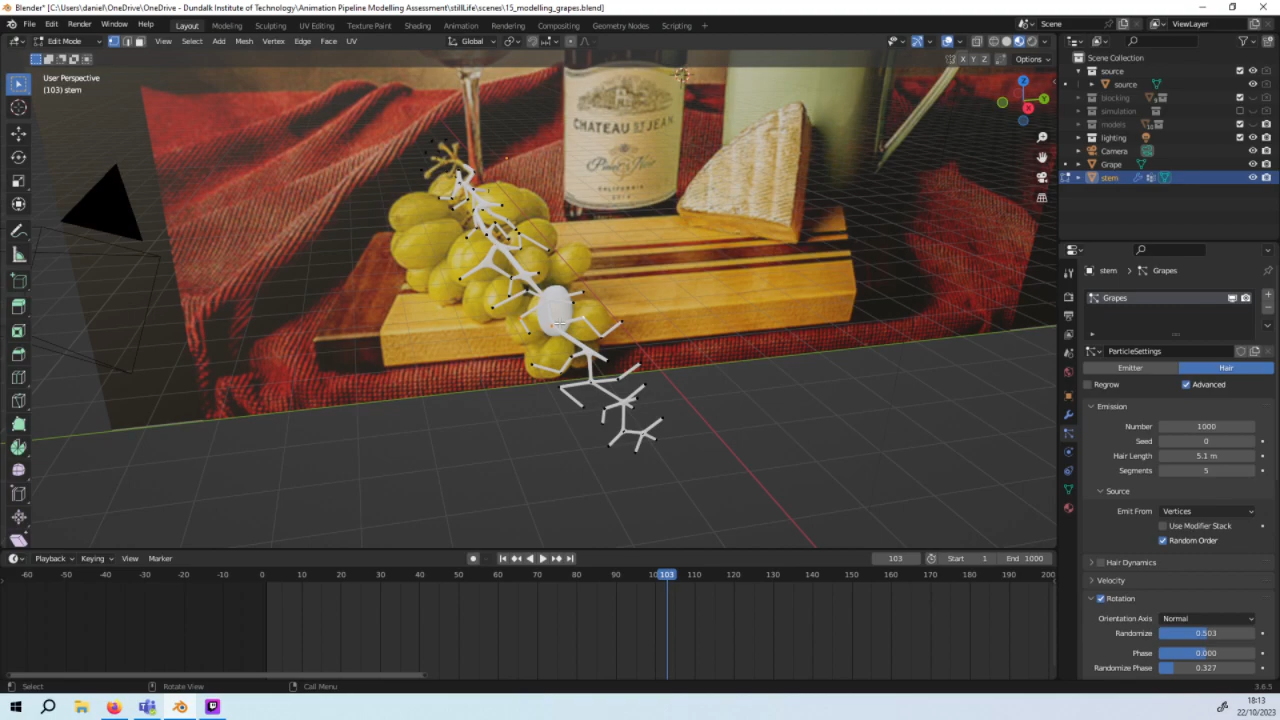 Blender* [C:\Users\daniel\OneDrive\OneDrive - Dundalk Institute of Technology\Animation Pipeline Modelling Assessment\stillLife\scenes\15_modelling_grapes.blend]
File Edit Render Window Help Layout Modeling Sculpting UV Editing Texture Paint Shading Animation Rendering Compositing Geometry Nodes Scripting Scene ViewLayer
Edit Mode View Select Add Mesh Vertex Edge Face UV Global
X Y Z Options
User Perspective
(103) stem
CHATEAU ST JEAN
Pinot Noir
CALIFORNIA
Z
Y
X
Scene Collection
source
source
blocking
simulation
models
lighting
Camera
Grape
stem
stem Grapes
Grapes
ParticleSettings
Emitter Hair
Regrow Advanced
Emission
Number 1000
Seed 0
Hair Length 5.1 m
Segments 5
Source
Emit From Vertices
Use Modifier Stack
Random Order
Hair Dynamics
Velocity
Rotation
Orientation Axis Normal
Randomize 0.503
Phase 0.000
Randomize Phase 0.327
Playback Keying View Marker 103 Start 1 End 1000
-60 -50 -40 -30 -20 -10 0 10 20 30 40 50 60 70 80 90 103 110 120 130 140 150 160 170 180 190 200
Select Rotate View Call Menu 3.6.5
18:13
22/10/2023